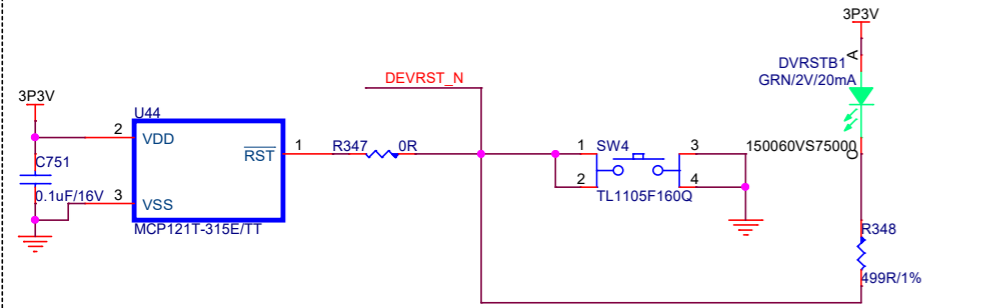 3P3V
DVRSTB1
A
GRN/2V/20mA
DEVRST_N
3P3V
U44
2
VDD
1
RST
R347
0R
1
SW4
3
150060VS75000
C
C751
2
4
0.1uF/16V
3
VSS
TL1105F160Q
MCP121T-315E/TT
R348
499R/1%